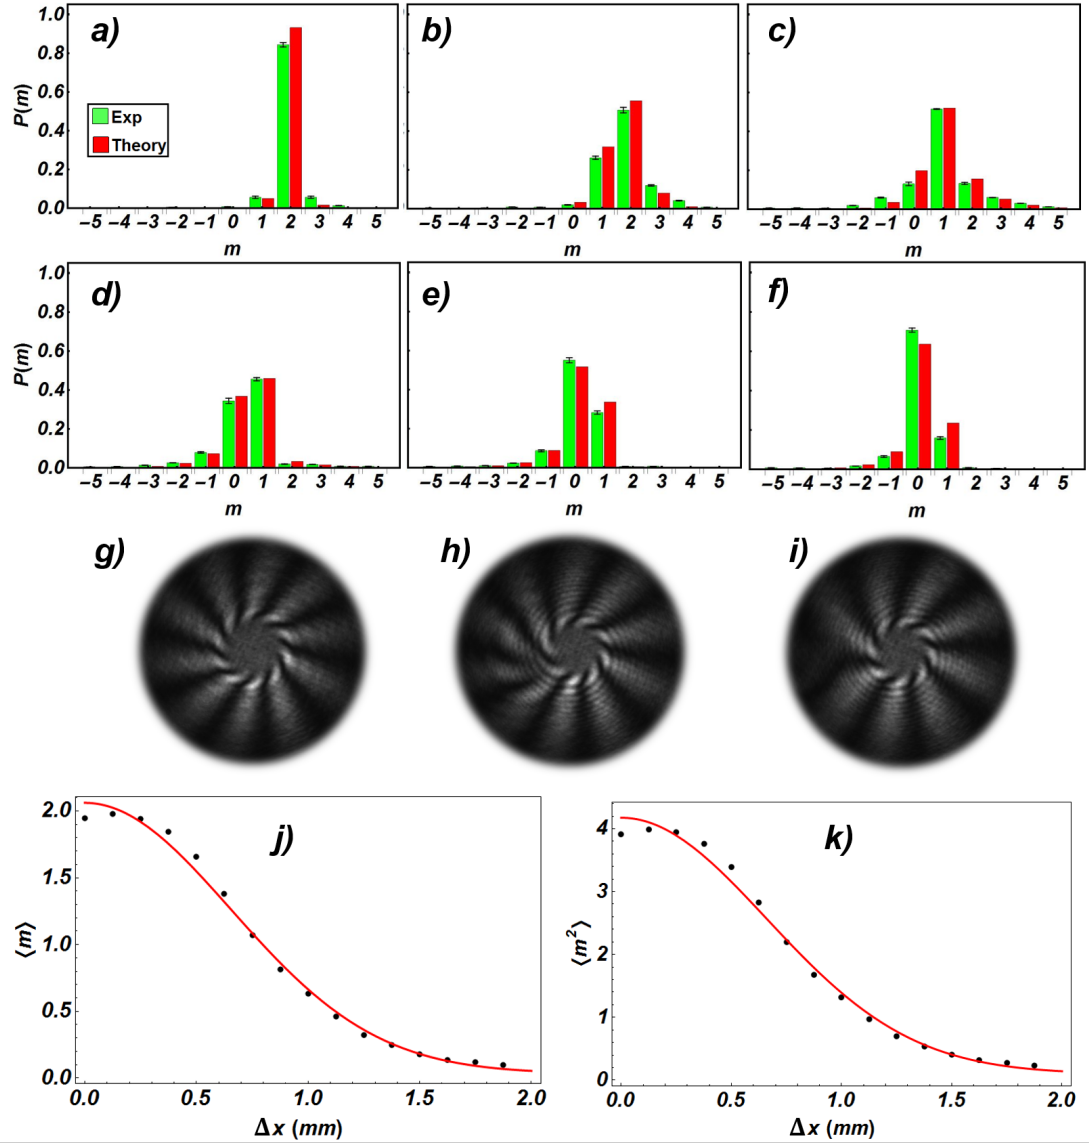 a)
b)
c)
1.0
0.8
0.6
0.4
0.2
0.0
P(m)
Exp
Theory
−5 −4 −3 −2 −1 0 1 2 3 4 5
−5 −4 −3 −2 −1 0 1 2 3 4 5
−5 −4 −3 −2 −1 0 1 2 3 4 5
m
m
m
d)
e)
f)
1.0
0.8
0.6
0.4
0.2
0.0
P(m)
−5 −4 −3 −2 −1 0 1 2 3 4 5
−5 −4 −3 −2 −1 0 1 2 3 4 5
−5 −4 −3 −2 −1 0 1 2 3 4 5
m
m
m
g)
h)
i)
j)
2.0
1.5
1.0
0.5
0.0
⟨m⟩
0.0 0.5 1.0 1.5 2.0
Δx (mm)
k)
4
3
2
1
0
⟨m²⟩
0.0 0.5 1.0 1.5 2.0
Δx (mm)